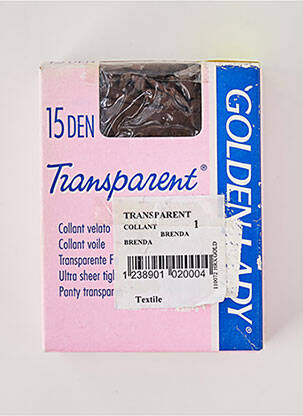 15 DEN
Transparent®
Collant velato
Collant voile
Transparente F
Ultra sheer tig
Panty transpar
GOLDEN LADY®
TRANSPARENT
COLLANT 1
BRENDA
BRENDA
1 238901 020004
Textile